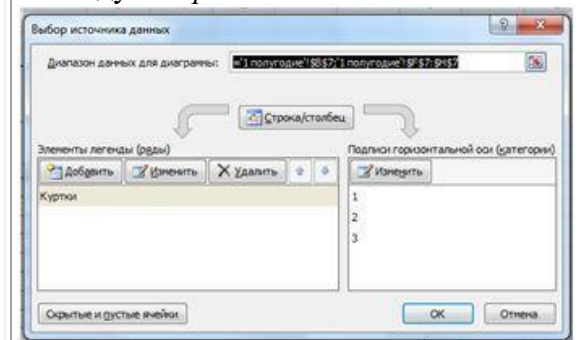 Выбор источника данных
Диапазон данных для диаграммы: ='1 полугодие'!$B$7;'1 полугодие'!$F$7:$H$7
Строка/столбец
Элементы легенды (ряды)
Подписи горизонтальной оси (категории)
Добавить Изменить Удалить
Изменить
Куртки
1
2
3
Скрытые и пустые ячейки
ОК Отмена